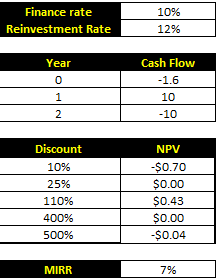 Finance rate 10%
Reinvestment Rate 12%
Year Cash Flow
0 -1.6
1 10
2 -10
Discount NPV
10% -$0.70
25% $0.00
110% $0.43
400% $0.00
500% -$0.04
MIRR 7%